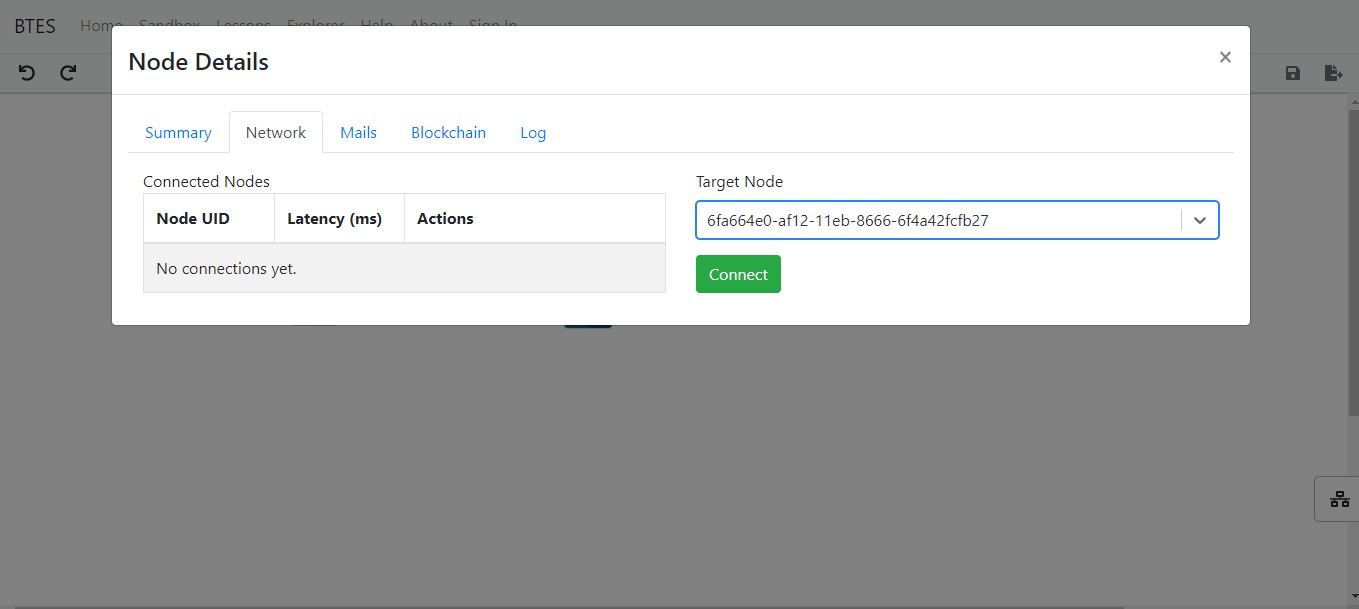 BTES Home Sandbox Lessons Explorer Help About Sign In
Node Details ×
Summary Network Mails Blockchain Log
Connected Nodes
Node UID Latency (ms) Actions
No connections yet.
Target Node
6fa664e0-af12-11eb-8666-6f4a42fcfb27
Connect